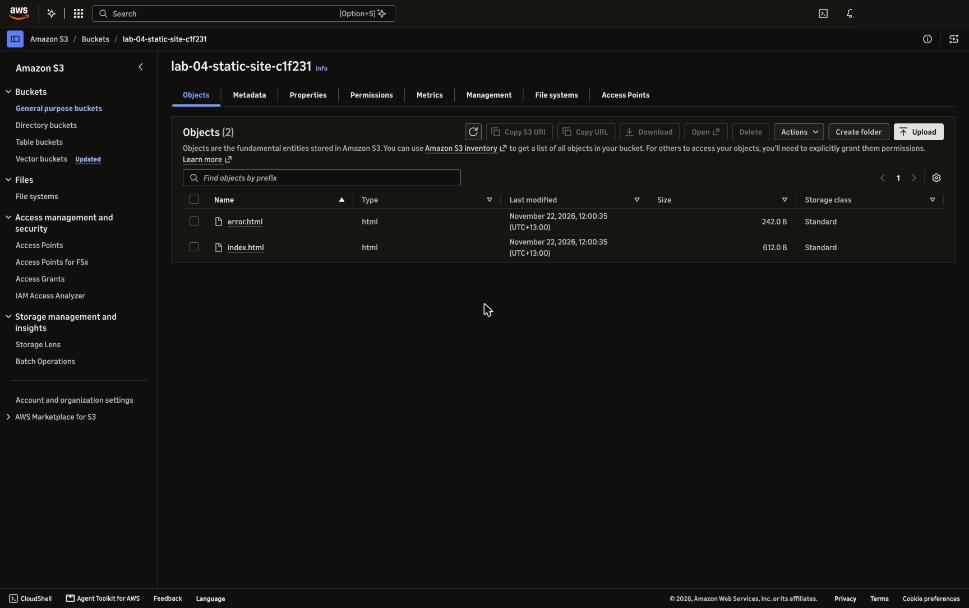 aws
Search [Option+S]
Amazon S3 / Buckets / lab-04-static-site-c1f231
Amazon S3
Buckets
General purpose buckets
Directory buckets
Table buckets
Vector buckets Updated
Files
File systems
Access management and
security
Access Points
Access Points for FSx
Access Grants
IAM Access Analyzer
Storage management and
insights
Storage Lens
Batch Operations
Account and organization settings
AWS Marketplace for S3
lab-04-static-site-c1f231 Info
Objects Metadata Properties Permissions Metrics Management File systems Access Points
Objects (2)
Copy S3 URI Copy URL Download Open Delete Actions Create folder Upload
Objects are the fundamental entities stored in Amazon S3. You can use Amazon S3 inventory to get a list of all objects in your bucket. For others to access your objects, you'll need to explicitly grant them permissions.
Learn more
Find objects by prefix
1
Name Type Last modified Size Storage class
error.html html November 22, 2026, 12:00:35 (UTC+13:00) 242.0 B Standard
index.html html November 22, 2026, 12:00:35 (UTC+13:00) 612.0 B Standard
CloudShell Agent Toolkit for AWS Feedback Language
© 2026, Amazon Web Services, Inc. or its affiliates. Privacy Terms Cookie preferences